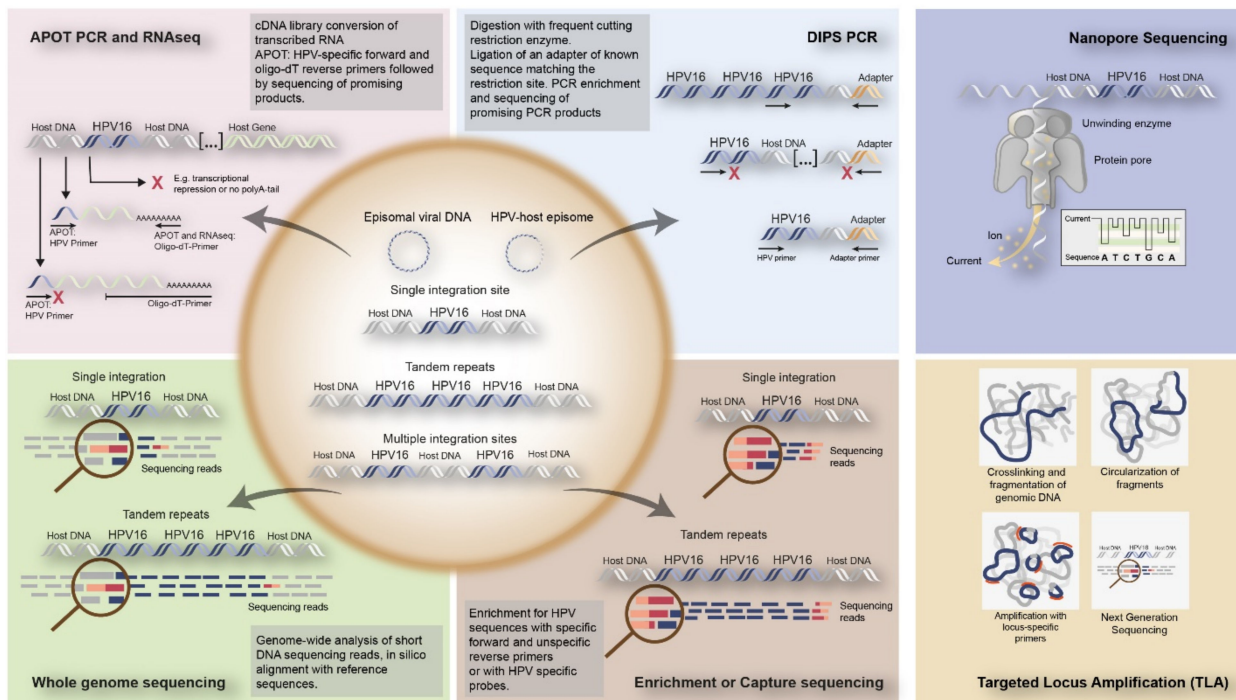 APOT PCR and RNAseq
cDNA library conversion of
transcribed RNA
APOT: HPV-specific forward and
oligo-dT reverse primers followed
by sequencing of promising
products.
Host DNA HPV16 Host DNA [...] Host Gene
X E.g. transcriptional
repression or no polyA-tail
AAAAAAAAA
APOT:
HPV Primer
APOT and RNAseq:
Oligo-dT-Primer
AAAAAAAAA
X
APOT:
HPV Primer
Oligo-dT-Primer
Digestion with frequent cutting
restriction enzyme.
Ligation of an adapter of known
sequence matching the
restriction site. PCR enrichment
and sequencing of
promising PCR products
DIPS PCR
HPV16 HPV16 HPV16 Adapter
HPV16 Host DNA [...] Adapter
X X
HPV16 Adapter
HPV primer Adapter primer
Nanopore Sequencing
Host DNA HPV16 Host DNA
Unwinding enzyme
Protein pore
Ion
Current
Current
Sequence A T C T G C A
Episomal viral DNA HPV-host episome
Single integration site
Host DNA HPV16 Host DNA
Tandem repeats
Host DNA HPV16 HPV16 HPV16 Host DNA
Multiple integration sites
Host DNA HPV16 Host DNA HPV16 Host DNA
Single integration
Host DNA HPV16 Host DNA
Sequencing reads
Tandem repeats
Host DNA HPV16 HPV16 HPV16 Host DNA
Sequencing reads
Genome-wide analysis of short
DNA sequencing reads, in silico
alignment with reference
sequences.
Whole genome sequencing
Single integration
Host DNA HPV16 Host DNA
Sequencing
reads
Tandem repeats
Host DNA HPV16 HPV16 HPV16 Host DNA
Sequencing
reads
Enrichment for HPV
sequences with specific
forward and unspecific
reverse primers
or with HPV specific
probes.
Enrichment or Capture sequencing
Crosslinking and
fragmentation of
genomic DNA
Circularization of
fragments
Host DNA HPV16 Host DNA
Amplification with
locus-specific
primers
Next Generation
Sequencing
Targeted Locus Amplification (TLA)